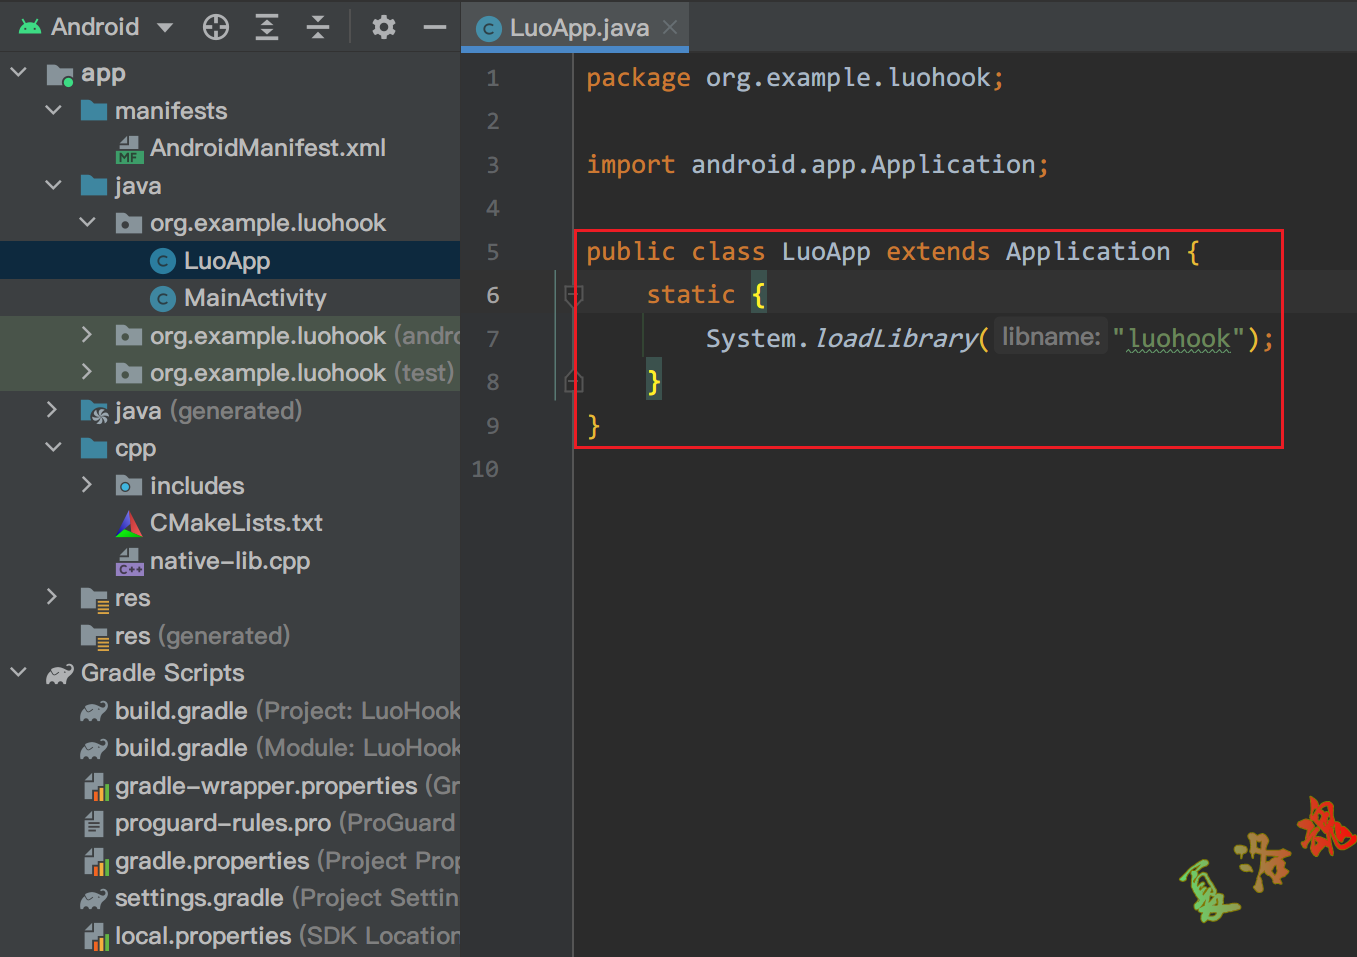 Android
LuoApp.java
app
manifests
MF AndroidManifest.xml
java
org.example.luohook
C LuoApp
C MainActivity
org.example.luohook (andro
org.example.luohook (test)
java (generated)
cpp
includes
CMakeLists.txt
C++ native-lib.cpp
res
res (generated)
Gradle Scripts
build.gradle (Project: LuoHook
build.gradle (Module: LuoHook
gradle-wrapper.properties (Gr
proguard-rules.pro (ProGuard
gradle.properties (Project Prop
settings.gradle (Project Settin
local.properties (SDK Location
1 package org.example.luohook;
2
3 import android.app.Application;
4
5 public class LuoApp extends Application {
6 static {
7 System.loadLibrary( libname: "luohook");
8 }
9 }
10
夏洛魂